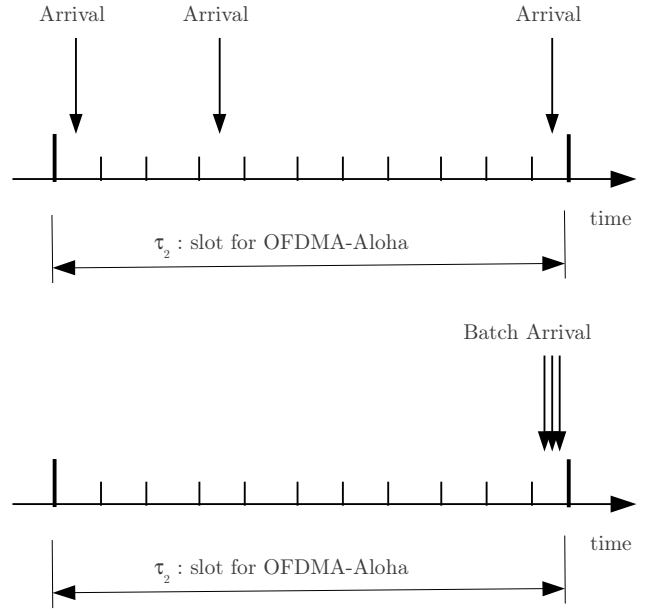 Arrival Arrival Arrival
time
τ₂ : slot for OFDMA-Aloha
Batch Arrival
time
τ₂ : slot for OFDMA-Aloha